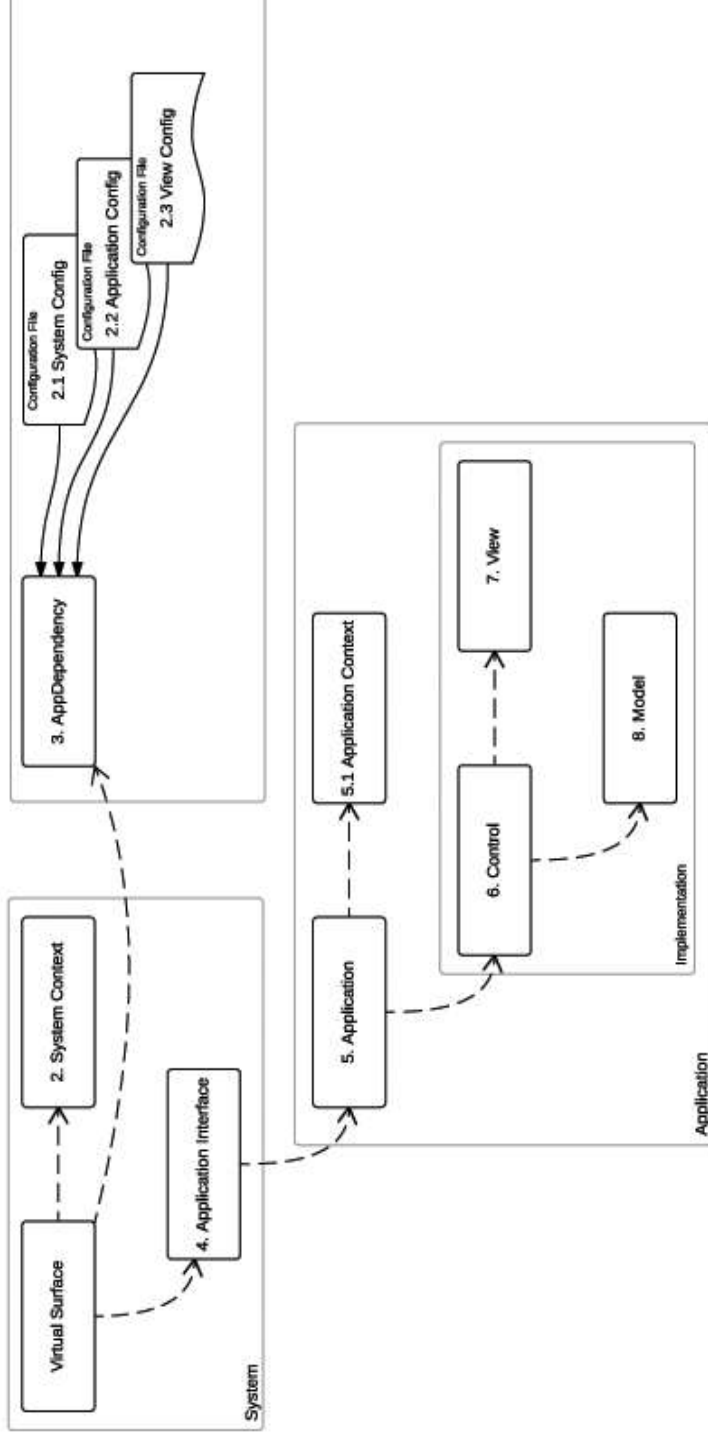 Virtual Surface
2. System Context
4. Application Interface
System
3. AppDependency
Configuration File
2.1 System Config
Configuration File
2.2 Application Config
Configuration File
2.3 View Config
5. Application
5.1 Application Context
6. Control
7. View
8. Model
Implementation
Application